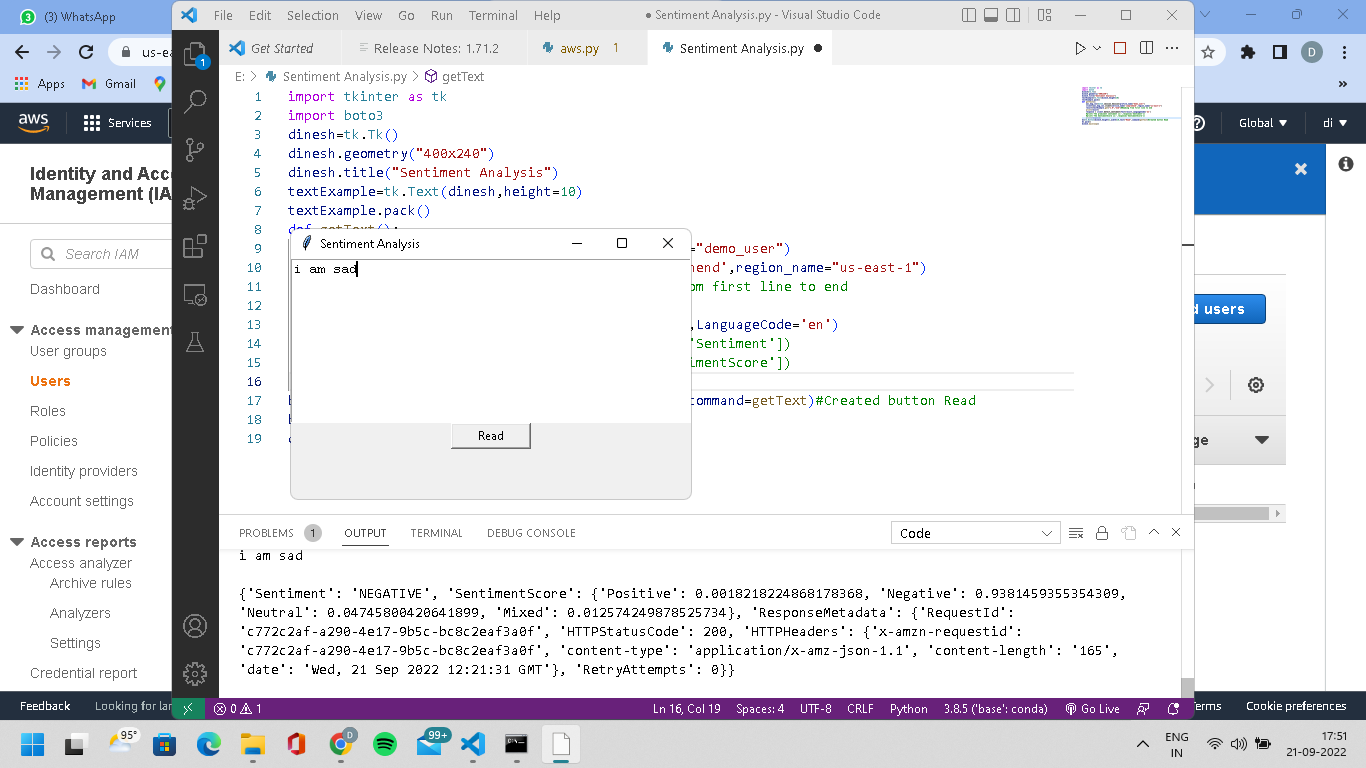 (3) WhatsApp
3
File Edit Selection View Go Run Terminal Help
● Sentiment Analysis.py - Visual Studio Code
us-ea
D
Apps Gmail
aws
Services
Global
di
Identity and Acc
Management (IA
Search IAM
Dashboard
Access management
User groups
Users
Roles
Policies
Identity providers
Account settings
Access reports
Access analyzer
Archive rules
Analyzers
Settings
Credential report
Feedback Looking for lan
1
Get Started
Release Notes: 1.71.2
aws.py 1
Sentiment Analysis.py ●
E: > Sentiment Analysis.py > getText
1 import tkinter as tk
2 import boto3
3 dinesh=tk.Tk()
4 dinesh.geometry("400x240")
5 dinesh.title("Sentiment Analysis")
6 textExample=tk.Text(dinesh,height=10)
7 textExample.pack()
8 def getText():
9 ="demo_user")
10 hend',region_name="us-east-1")
11 om first line to end
12
13 ,LanguageCode='en')
14 'Sentiment'])
15 imentScore'])
16
17 command=getText)#Created button Read
18
19
Sentiment Analysis
i am sad
Read
d users
ge
PROBLEMS 1 OUTPUT TERMINAL DEBUG CONSOLE
Code
i am sad
{'Sentiment': 'NEGATIVE', 'SentimentScore': {'Positive': 0.0018218224868178368, 'Negative': 0.9381459355354309,
'Neutral': 0.04745800420641899, 'Mixed': 0.012574249878525734}, 'ResponseMetadata': {'RequestId':
'c772c2af-a290-4e17-9b5c-bc8c2eaf3a0f', 'HTTPStatusCode': 200, 'HTTPHeaders': {'x-amzn-requestid':
'c772c2af-a290-4e17-9b5c-bc8c2eaf3a0f', 'content-type': 'application/x-amz-json-1.1', 'content-length': '165',
'date': 'Wed, 21 Sep 2022 12:21:31 GMT'}, 'RetryAttempts': 0}}
0 1
Ln 16, Col 19 Spaces: 4 UTF-8 CRLF Python 3.8.5 ('base': conda) Go Live
erms Cookie preferences
95°
D
99+
ENG
IN
17:51
21-09-2022